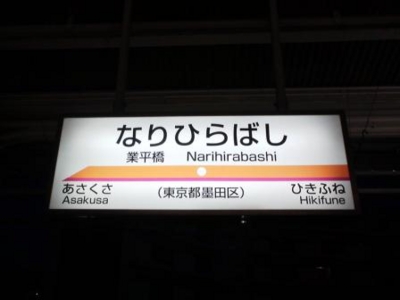 なりひらばし
業平橋 Narihirabashi
あさくさ (東京都墨田区) ひきふね
Asakusa Hikifune